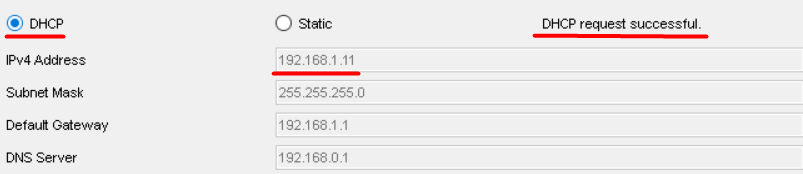 DHCP Static DHCP request successful.
IPv4 Address 192.168.1.11
Subnet Mask 255.255.255.0
Default Gateway 192.168.1.1
DNS Server 192.168.0.1